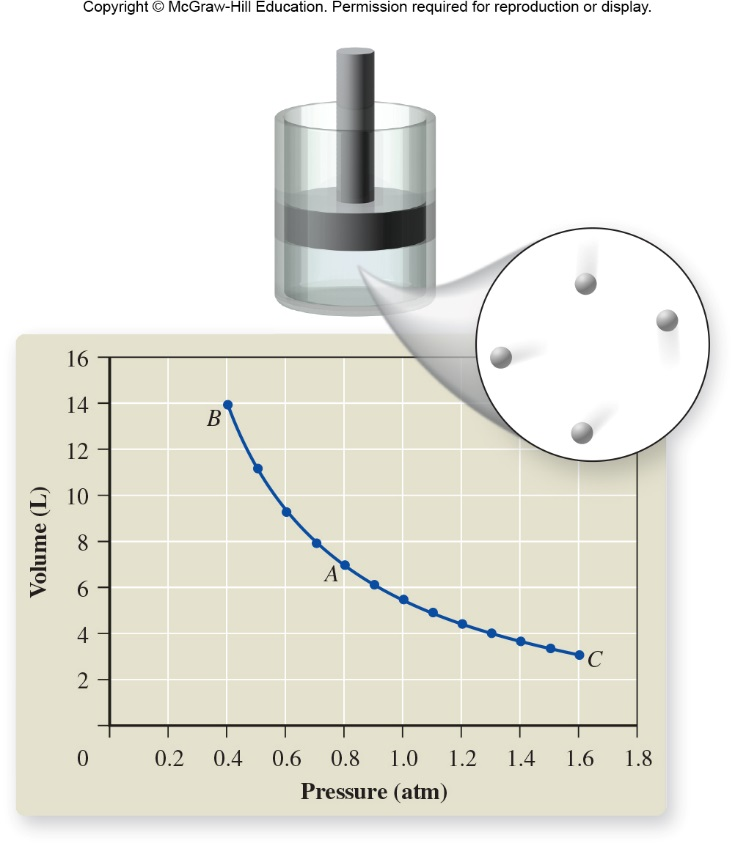 Copyright © McGraw-Hill Education. Permission required for reproduction or display.
16
14
B
12
10
8
A
6
4
C
2
Volume (L)
0 0.2 0.4 0.6 0.8 1.0 1.2 1.4 1.6 1.8
Pressure (atm)